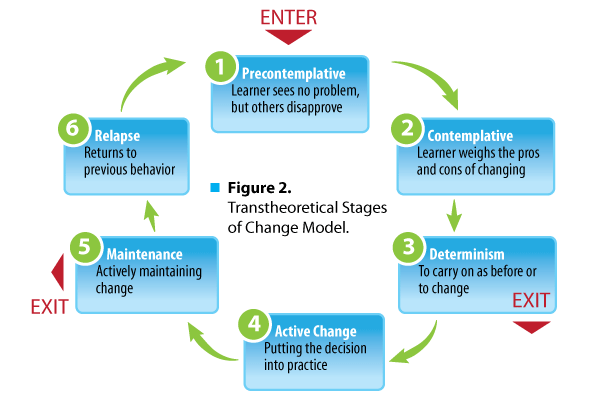 ENTER
1
Precontemplative
Learner sees no problem,
but others disapprove
2
Contemplative
Learner weighs the pros
and cons of changing
3
Determinism
To carry on as before or
to change
EXIT
4
Active Change
Putting the decision
into practice
5
Maintenance
Actively maintaining
change
EXIT
6
Relapse
Returns to
previous behavior
Figure 2.
Transtheoretical Stages
of Change Model.